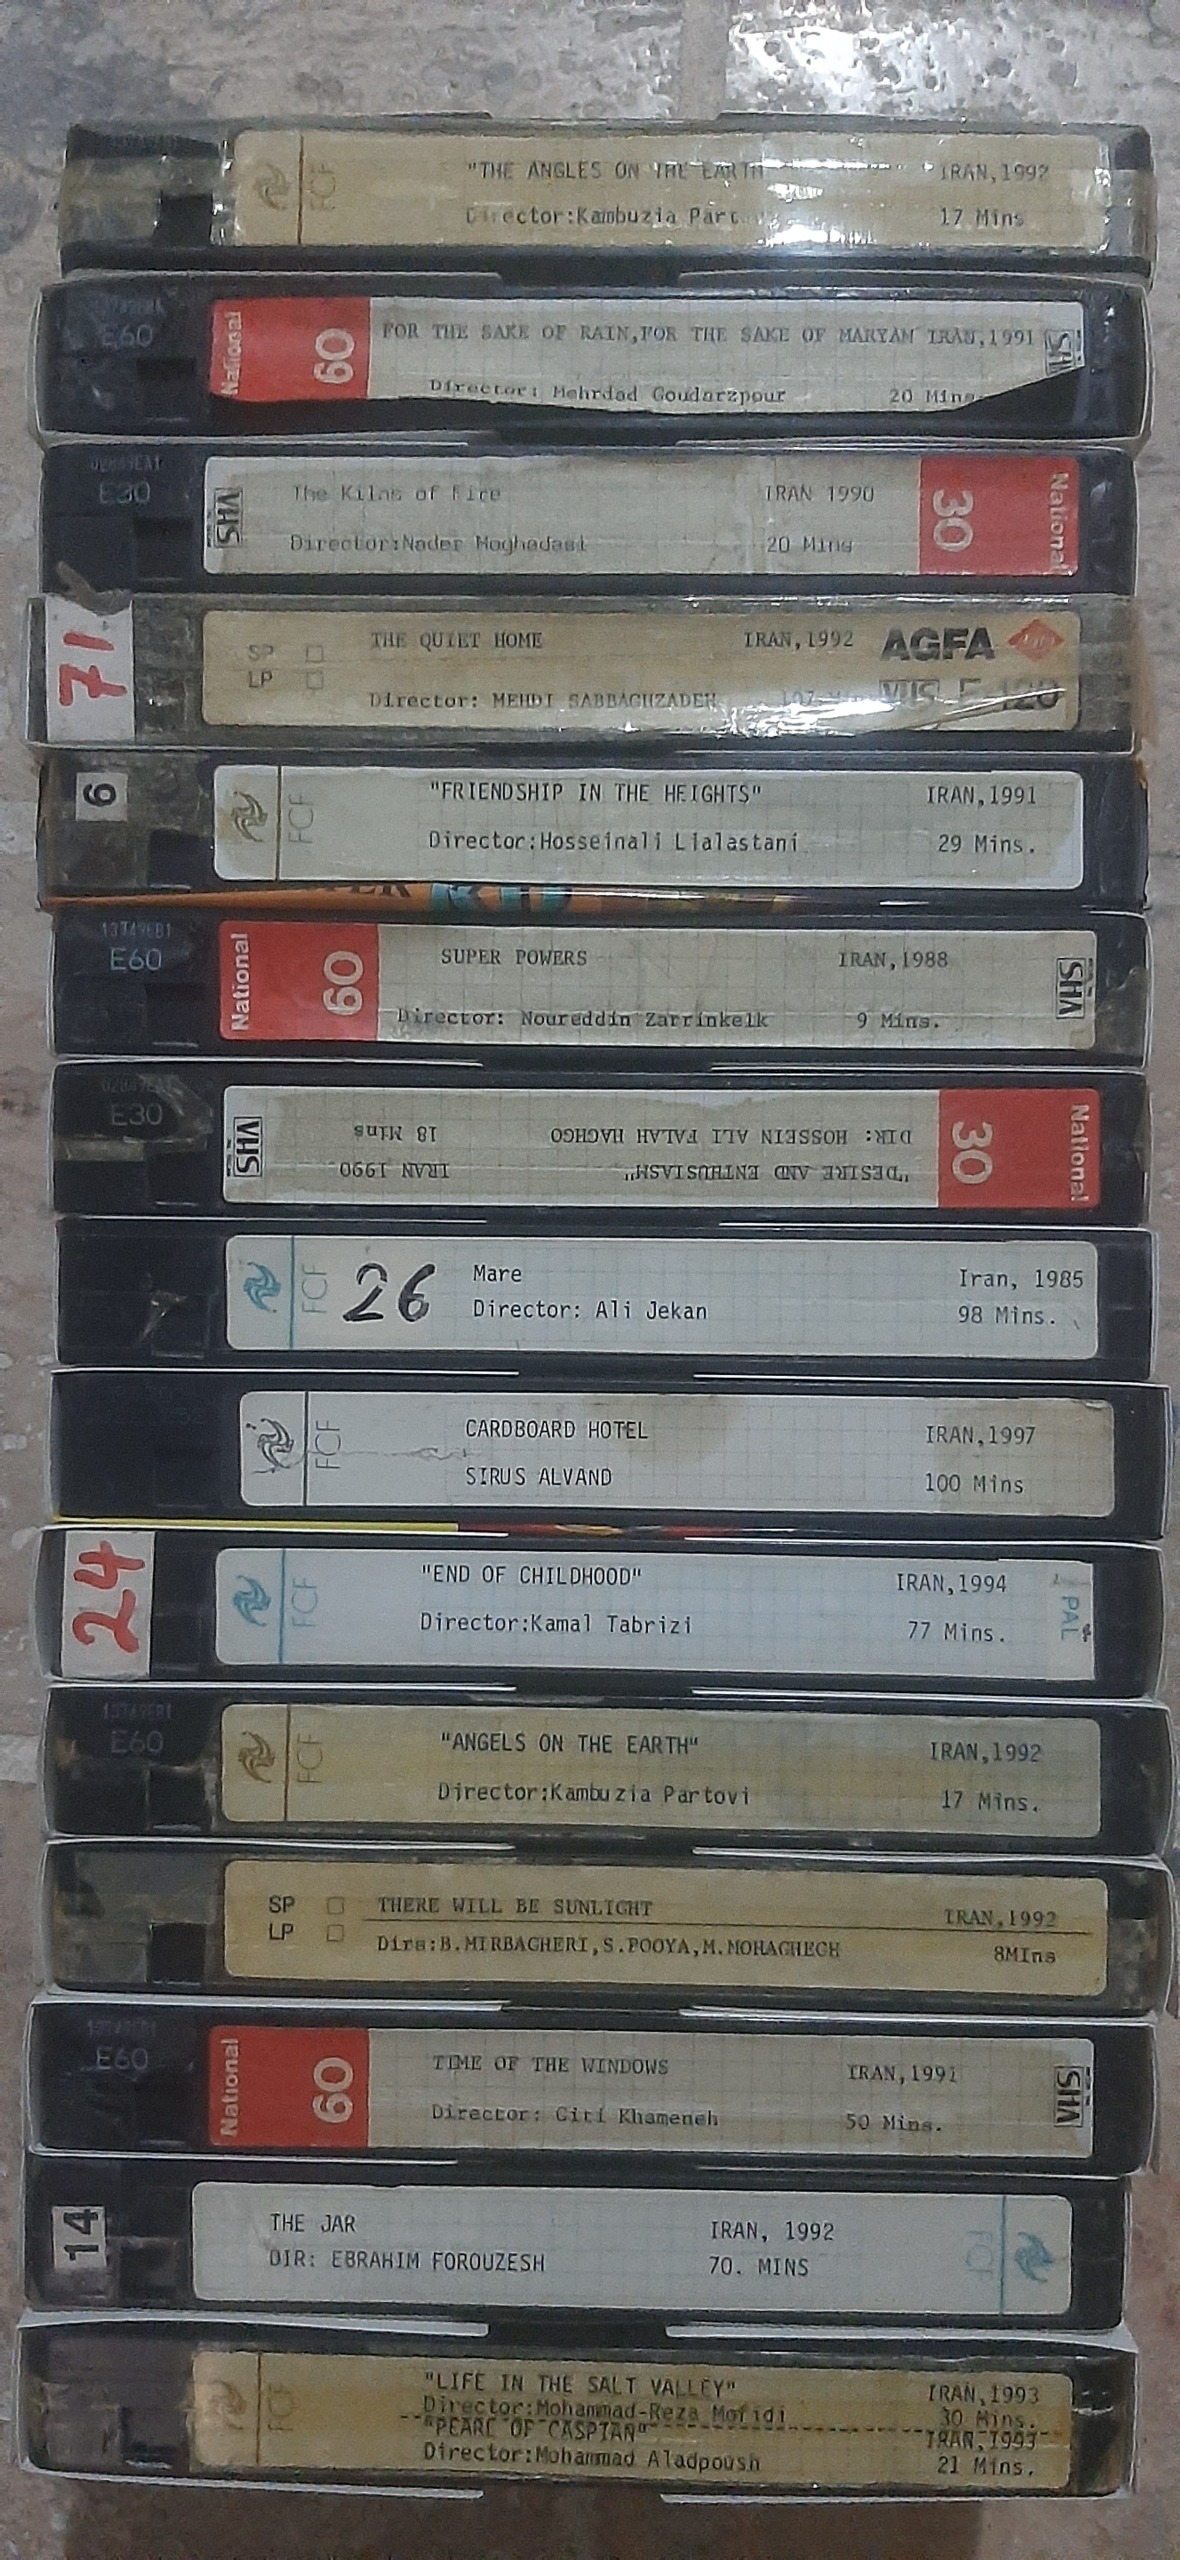 FCF
"THE ANGLES ON THE EARTH
IRAN,1992
Director:Kambuzia Part
17 Mins
E60
National
60
FOR THE SAKE OF RAIN,FOR THE SAKE OF MARYAM IRAN,1991
Director: Mehrdad Goudarzpour
20 Mins
VHS
E30
VHS
The Kilns of Fire
IRAN 1990
Director:Nader Moghadasi
20 Mins
30
National
71
SP
LP
THE QUIET HOME
IRAN,1992
AGFA
Director: MEHDI SABBAGHZADEH
107 Min
VHS E-120
6
FCF
"FRIENDSHIP IN THE HEIGHTS"
IRAN,1991
Director:Hosseinali Lialastani
29 Mins.
13749EB1
E60
National
60
SUPER POWERS
IRAN,1988
Director: Noureddin Zarrinkelk
9 Mins.
VHS
E30
VHS
"DESIRE AND ENTHUSIASM"
IRAN 1990
DIR: HOSSEIN ALI FALAH HAGHGO
18 Mins
30
National
FCF
26
Mare
Iran, 1985
Director: Ali Jekan
98 Mins.
FCF
CARDBOARD HOTEL
IRAN,1997
SIRUS ALVAND
100 Mins
24
FCF
"END OF CHILDHOOD"
IRAN,1994
Director:Kamal Tabrizi
77 Mins.
PAL
13749EB1
E60
FCF
"ANGELS ON THE EARTH"
IRAN,1992
Director:Kambuzia Partovi
17 Mins.
SP
LP
THERE WILL BE SUNLIGHT
IRAN,1992
Dirs:B.MIRBAGHERI,S.POOYA,M.MOHAGHEGH
8MIns
E60
National
60
TIME OF THE WINDOWS
IRAN,1991
Director: Giti Khameneh
50 Mins.
VHS
14
THE JAR
IRAN, 1992
DIR: EBRAHIM FOROUZESH
70. MINS
FCF
FCF
"LIFE IN THE SALT VALLEY"
IRAN,1993
Director:Mohammad-Reza Mofidi
30 Mins.
"PEARL OF CASPIAN"
IRAN,1993
Director:Mohammad Aladpoush
21 Mins.